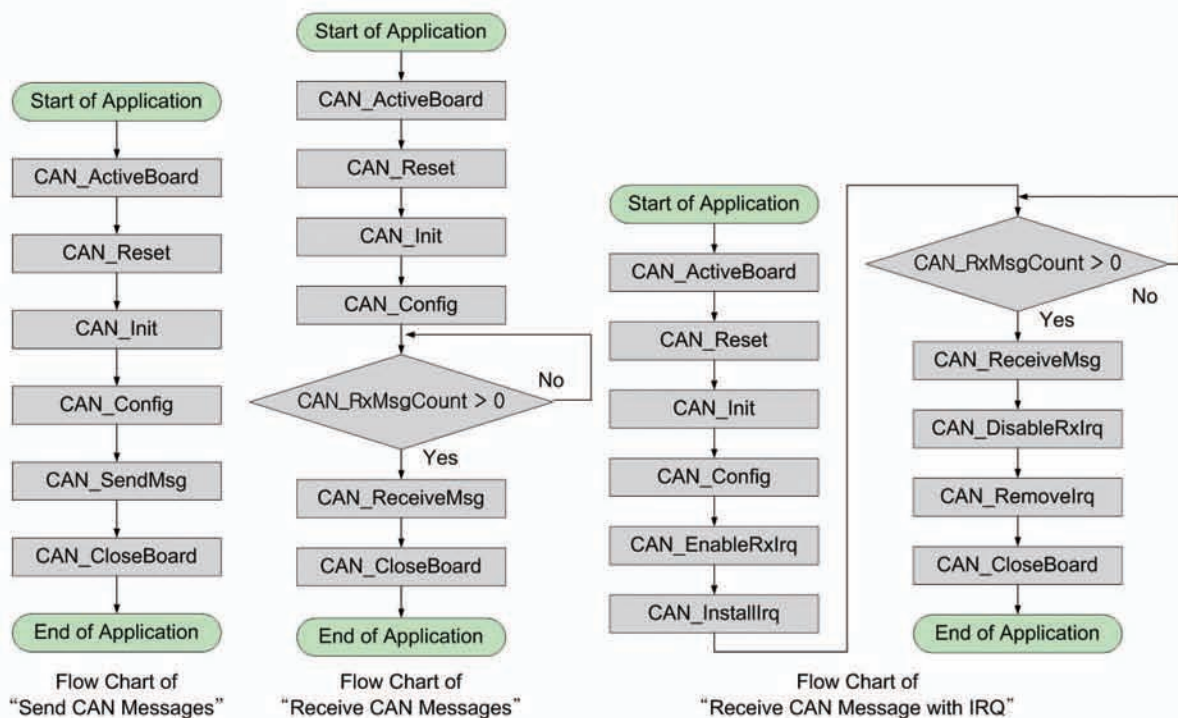 Start of Application
CAN_ActiveBoard
CAN_Reset
CAN_Init
CAN_Config
CAN_SendMsg
CAN_CloseBoard
End of Application
Flow Chart of
“Send CAN Messages”
Start of Application
CAN_ActiveBoard
CAN_Reset
CAN_Init
CAN_Config
CAN_RxMsgCount > 0
No
Yes
CAN_ReceiveMsg
CAN_CloseBoard
End of Application
Flow Chart of
“Receive CAN Messages”
Start of Application
CAN_ActiveBoard
CAN_Reset
CAN_Init
CAN_Config
CAN_EnableRxIrq
CAN_InstallIrq
CAN_RxMsgCount > 0
No
Yes
CAN_ReceiveMsg
CAN_DisableRxIrq
CAN_RemoveIrq
CAN_CloseBoard
End of Application
Flow Chart of
“Receive CAN Message with IRQ”